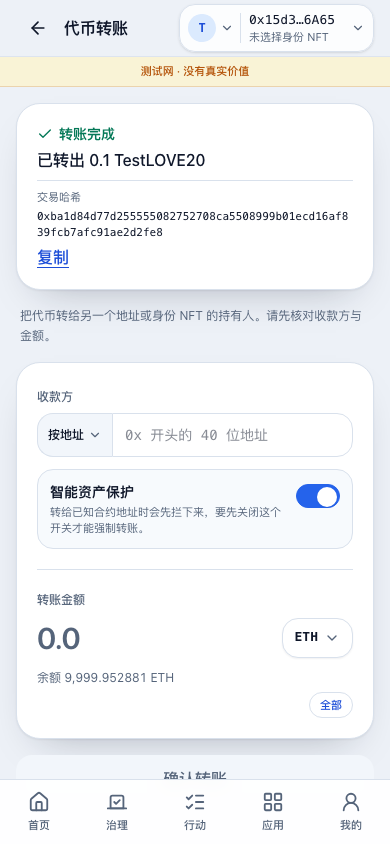 代币转账
T
0x15d3…6A65
未选择身份 NFT
测试网 · 没有真实价值
转账完成
已转出 0.1 TestLOVE20
交易哈希
0xba1d84d77d255555082752708ca5508999b01ecd16af8
39fcb7afc91ae2d2fe8
复制
把代币转给另一个地址或身份 NFT 的持有人。请先核对收款方与
金额。
收款方
按地址
0x 开头的 40 位地址
智能资产保护
转给已知合约地址时会先拦下来，要先关闭这个
开关才能强制转账。
转账金额
0.0
ETH
余额 9,999.952881 ETH
全部
确认转账
首页
治理
行动
应用
我的